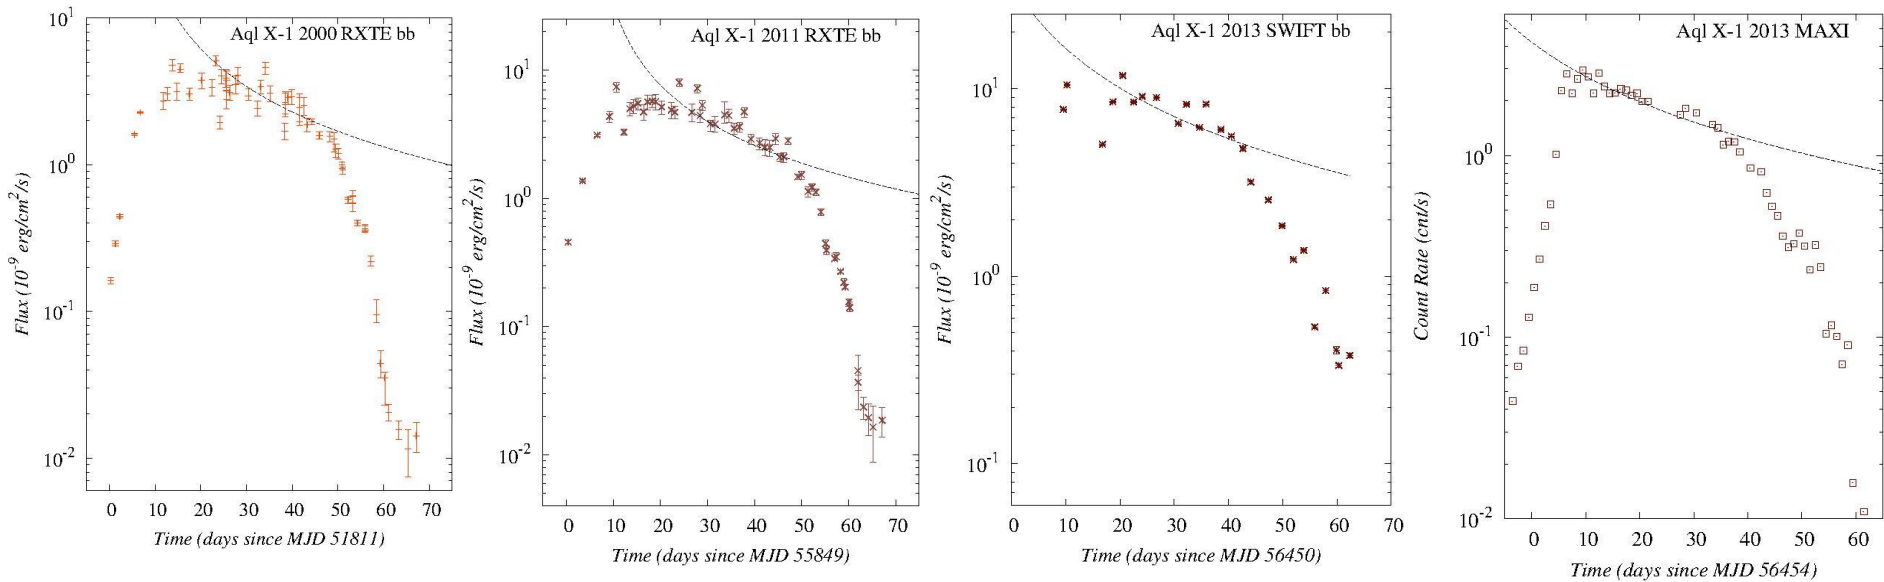 Aql X-1 2000 RXTE bb
Flux (10^-9 erg/cm^2/s)
10^1
10^0
10^-1
10^-2
0 10 20 30 40 50 60 70
Time (days since MJD 51811)
Aql X-1 2011 RXTE bb
Flux (10^-9 erg/cm^2/s)
10^1
10^0
10^-1
10^-2
0 10 20 30 40 50 60 70
Time (days since MJD 55849)
Aql X-1 2013 SWIFT bb
Flux (10^-9 erg/cm^2/s)
10^1
10^0
10^-1
0 10 20 30 40 50 60 70
Time (days since MJD 56450)
Aql X-1 2013 MAXI
Count Rate (cnt/s)
10^0
10^-1
10^-2
0 10 20 30 40 50 60
Time (days since MJD 56454)